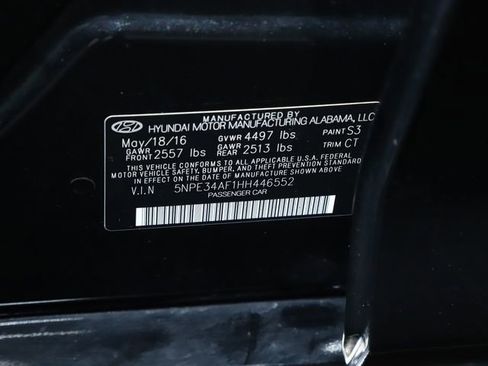 MANUFACTURED BY
HYUNDAI MOTOR MANUFACTURING ALABAMA, LLC
May/18/16 GVWR 4497 lbs PAINT S3
GAWR FRONT 2557 lbs GAWR REAR 2513 lbs TRIM CT
THIS VEHICLE CONFORMS TO ALL APPLICABLE U.S.A. FEDERAL
MOTOR VEHICLE SAFETY, BUMPER, AND THEFT PREVENTION STANDARDS
IN EFFECT ON THE DATE OF MANUFACTURE SHOWN ABOVE.
V.I.N 5NPE34AF1HH446552
PASSENGER CAR